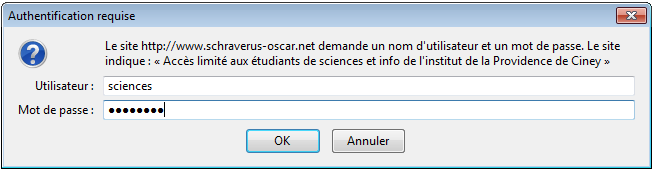 Authentification requise
Le site http://www.schraverus-oscar.net demande un nom d'utilisateur et un mot de passe. Le site
indique : « Accès limité aux étudiants de sciences et info de l'institut de la Providence de Ciney »
Utilisateur : sciences
Mot de passe : ●●●●●●●●
OK Annuler